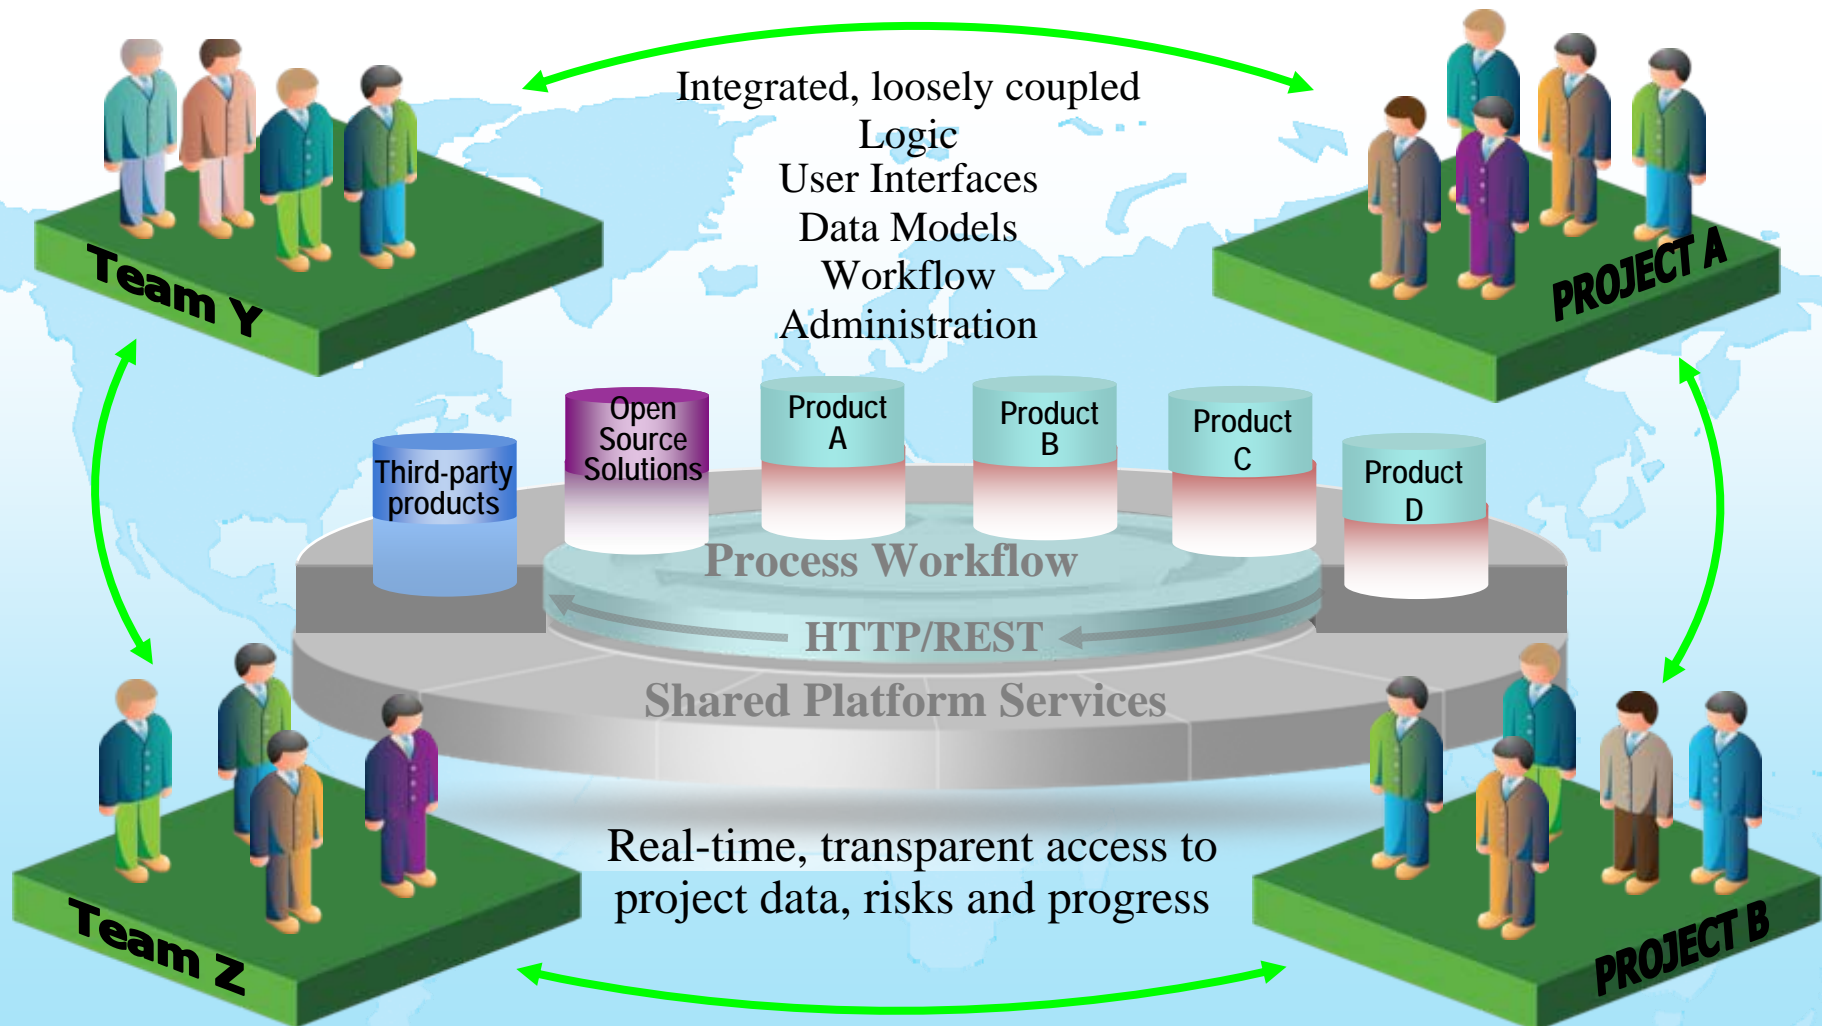 Integrated, loosely coupled
Logic
User Interfaces
Data Models
Workflow
Administration
Team Y
PROJECT A
Third-party
products
Open
Source
Solutions
Product
A
Product
B
Product
C
Product
D
Process Workflow
HTTP/REST
Shared Platform Services
Real-time, transparent access to
project data, risks and progress
Team Z
PROJECT B